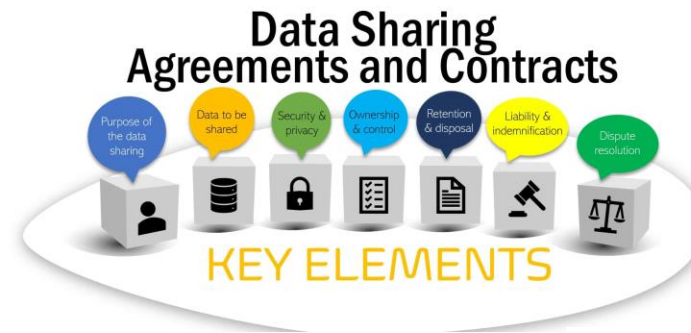 Data Sharing
Agreements and Contracts
Purpose of
the data
sharing
Data to be
shared
Security &
privacy
Ownership
& control
Retention
& disposal
Liability &
indemnification
Dispute
resolution
KEY ELEMENTS